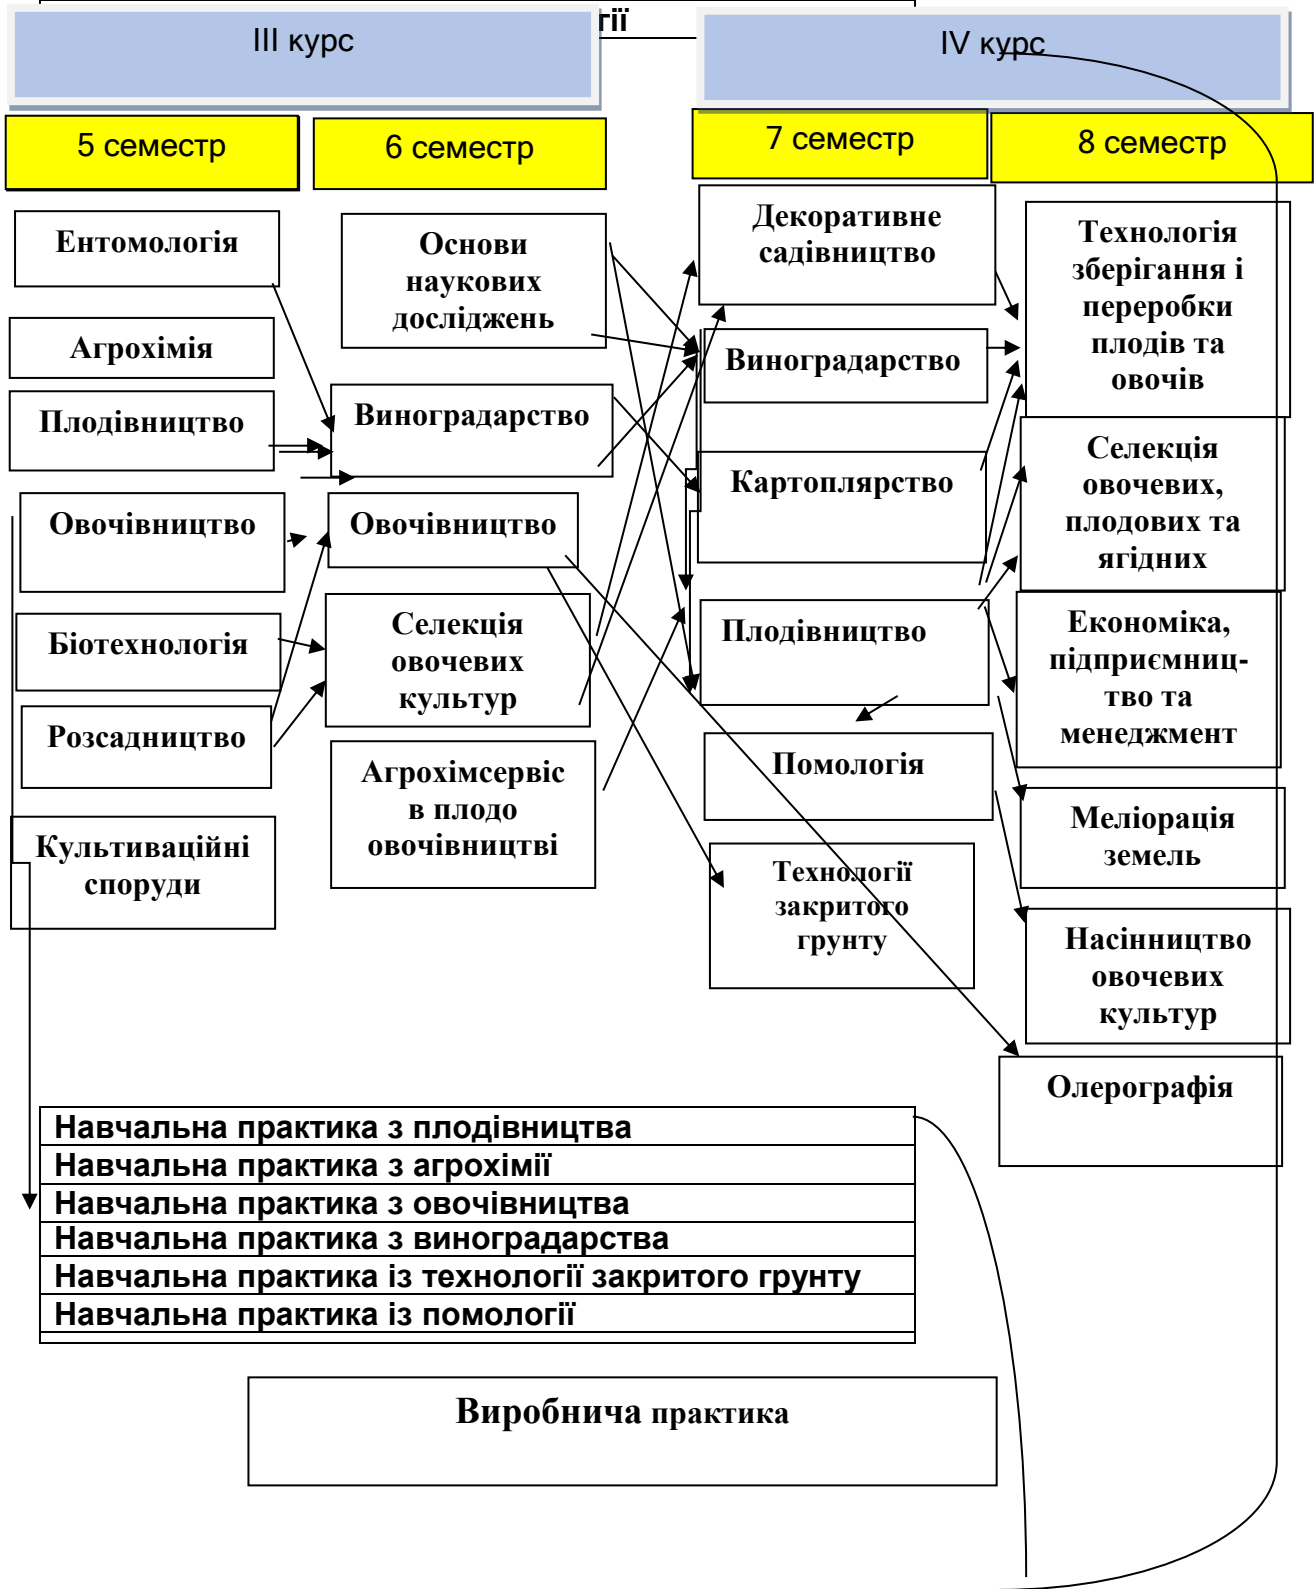 гії
III курс
IV курс
5 семестр
6 семестр
7 семестр
8 семестр
Ентомологія
Агрохімія
Плодівництво
Овочівництво
Біотехнологія
Розсадництво
Культиваційні
споруди
Основи
наукових
досліджень
Виноградарство
Овочівництво
Селекція
овочевих
культур
Агрохімсервіс
в плодо
овочівництві
Декоративне
садівництво
Виноградарство
Картоплярство
Плодівництво
Помологія
Технології
закритого
грунту
Технологія
зберігання і
переробки
плодів та
овочів
Селекція
овочевих,
плодових та
ягідних
Економіка,
підприємниц-
тво та
менеджмент
Меліорація
земель
Насінництво
овочевих
культур
Олерографія
Навчальна практика з плодівництва
Навчальна практика з агрохімії
Навчальна практика з овочівництва
Навчальна практика з виноградарства
Навчальна практика із технології закритого грунту
Навчальна практика із помології
Виробнича практика